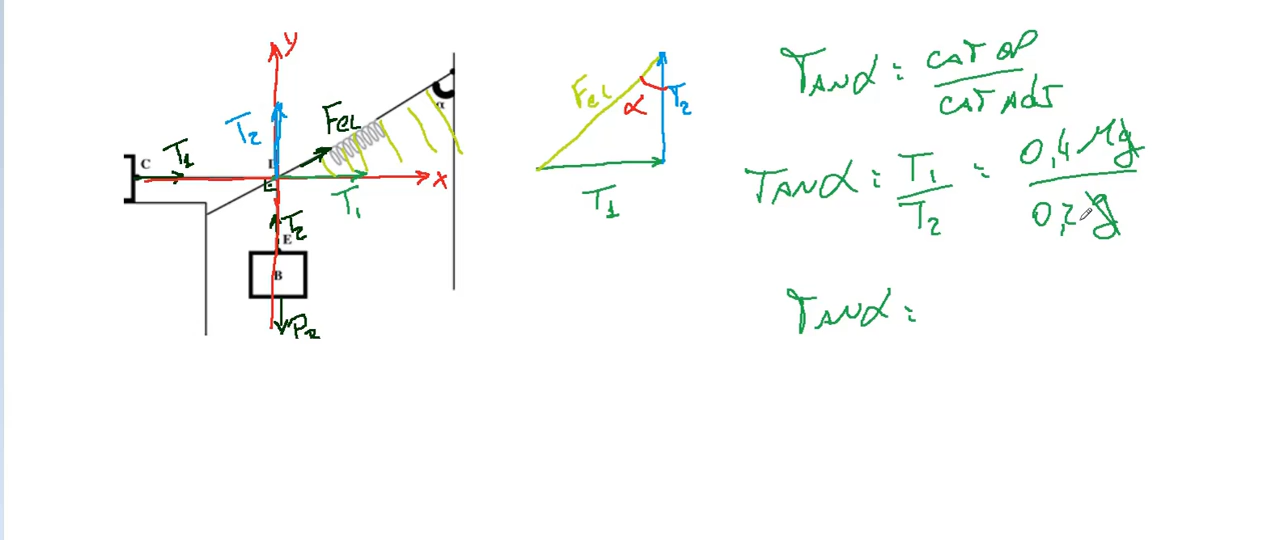 y
T2
Fel
α
C
T1
x
T1
T2
E
B
PB
Fel
α
T2
T1
TANα = CAT OP
CAT ADJ
TANα = T1 = 0,4 Mg
T2 0,2 g
TANα =